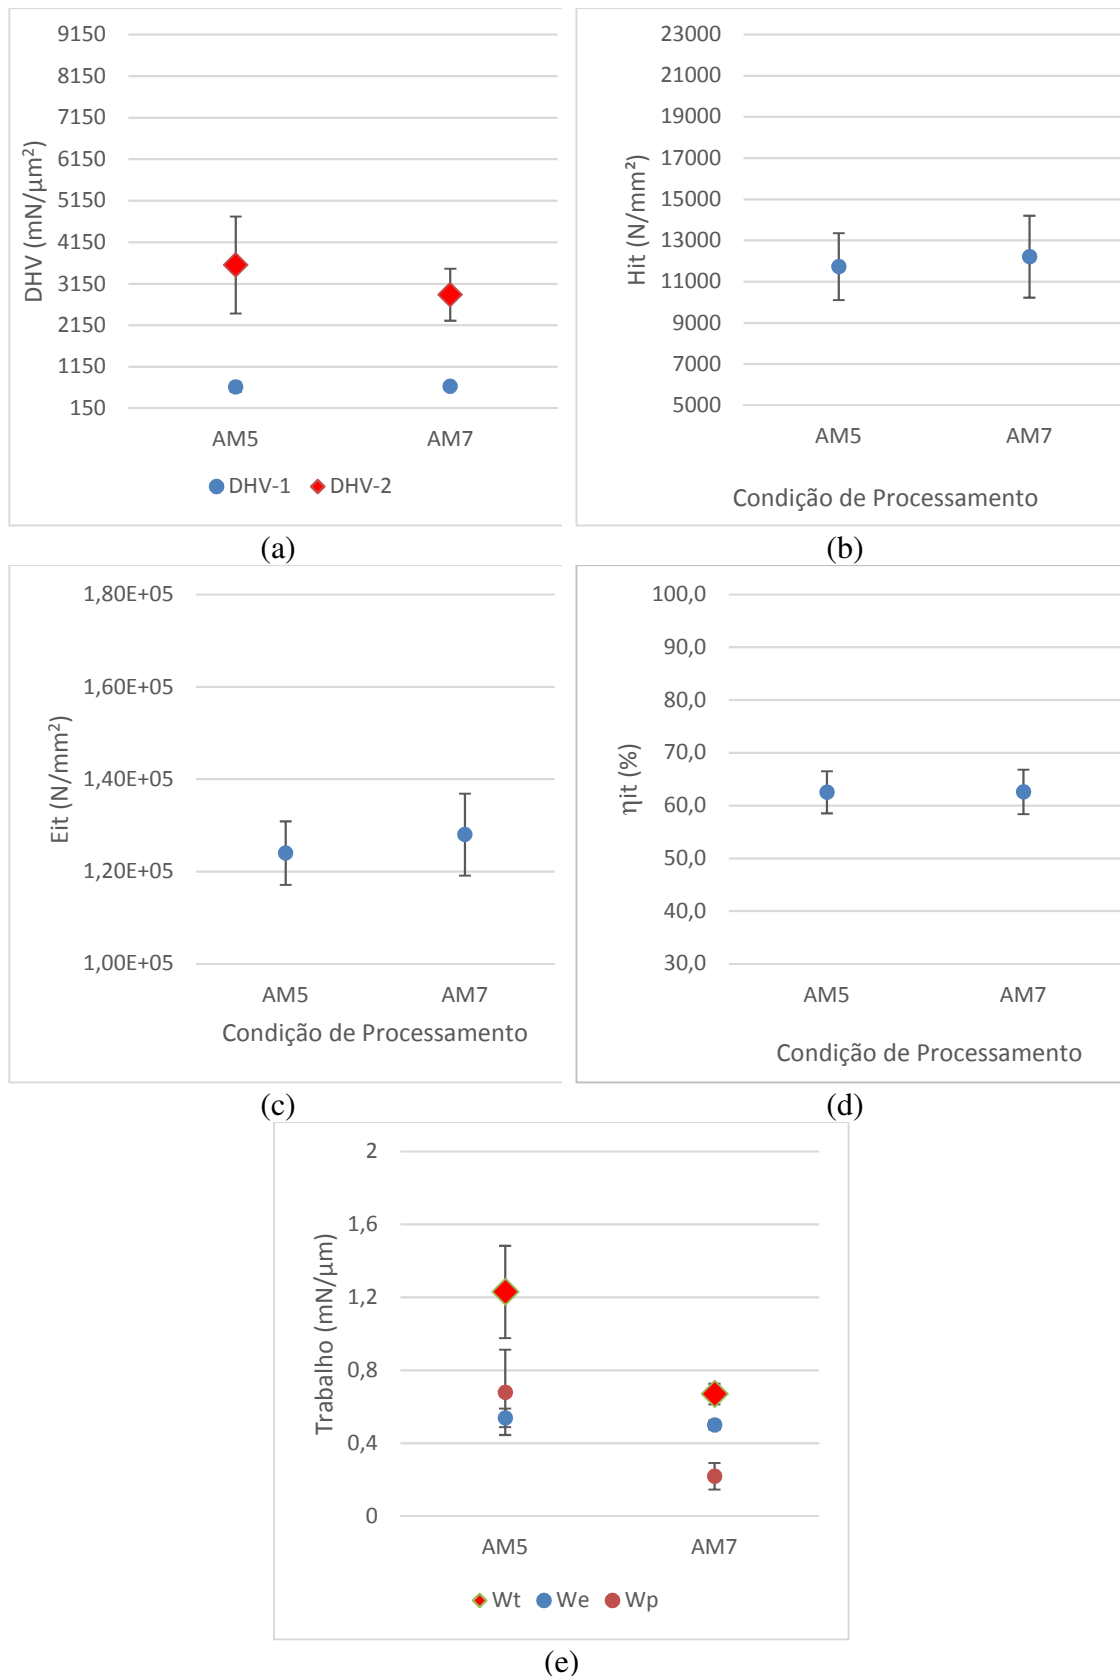 DHV (mN/µm²)
9150
8150
7150
6150
5150
4150
3150
2150
1150
150
AM5 AM7
DHV-1 DHV-2
(a)
Hit (N/mm²)
23000
21000
19000
17000
15000
13000
11000
9000
7000
5000
AM5 AM7
Condição de Processamento
(b)
Eit (N/mm²)
1,80E+05
1,60E+05
1,40E+05
1,20E+05
1,00E+05
AM5 AM7
Condição de Processamento
(c)
ηit (%)
100,0
90,0
80,0
70,0
60,0
50,0
40,0
30,0
AM5 AM7
Condição de Processamento
(d)
Trabalho (mN/µm)
2
1,6
1,2
0,8
0,4
0
AM5 AM7
Wt We Wp
(e)